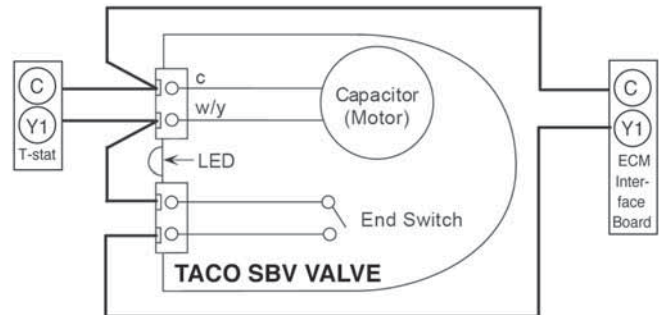 C
Y1
T-stat
c
w/y
LED
Capacitor
(Motor)
End Switch
TACO SBV VALVE
C
Y1
ECM
Inter-
face
Board